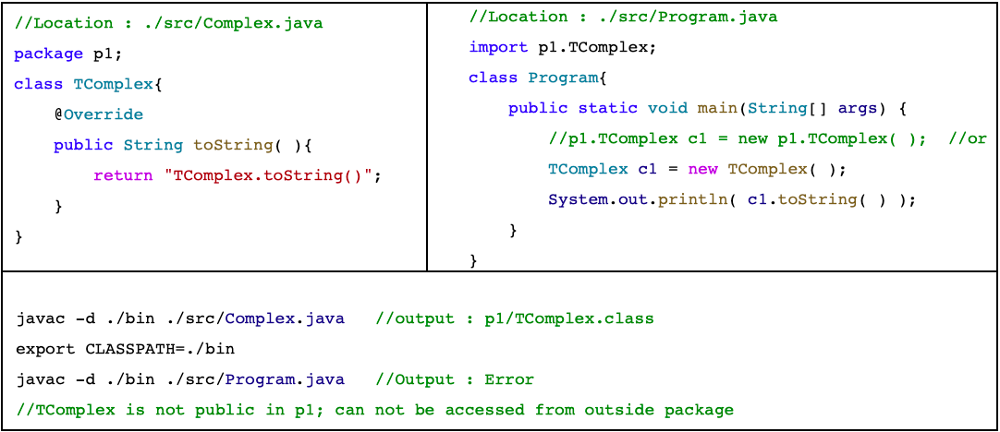 //Location : ./src/Complex.java
package p1;
class TComplex{
@Override
public String toString( ){
return "TComplex.toString()";
}
}
//Location : ./src/Program.java
import p1.TComplex;
class Program{
public static void main(String[] args) {
//p1.TComplex c1 = new p1.TComplex( ); //or
TComplex c1 = new TComplex( );
System.out.println( c1.toString( ) );
}
}
javac -d ./bin ./src/Complex.java //output : p1/TComplex.class
export CLASSPATH=./bin
javac -d ./bin ./src/Program.java //Output : Error
//TComplex is not public in p1; can not be accessed from outside package